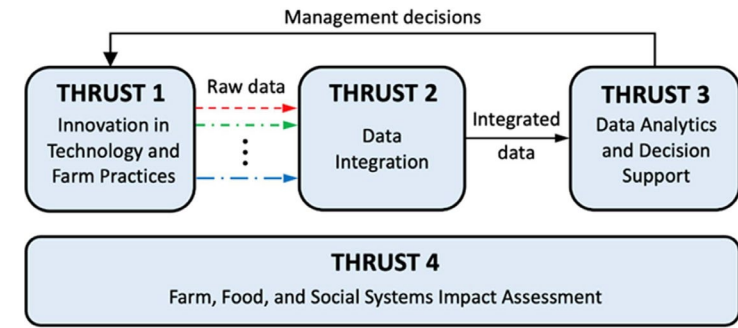 Management decisions
THRUST 1
Innovation in
Technology and
Farm Practices
Raw data
THRUST 2
Data
Integration
Integrated
data
THRUST 3
Data Analytics
and Decision
Support
THRUST 4
Farm, Food, and Social Systems Impact Assessment